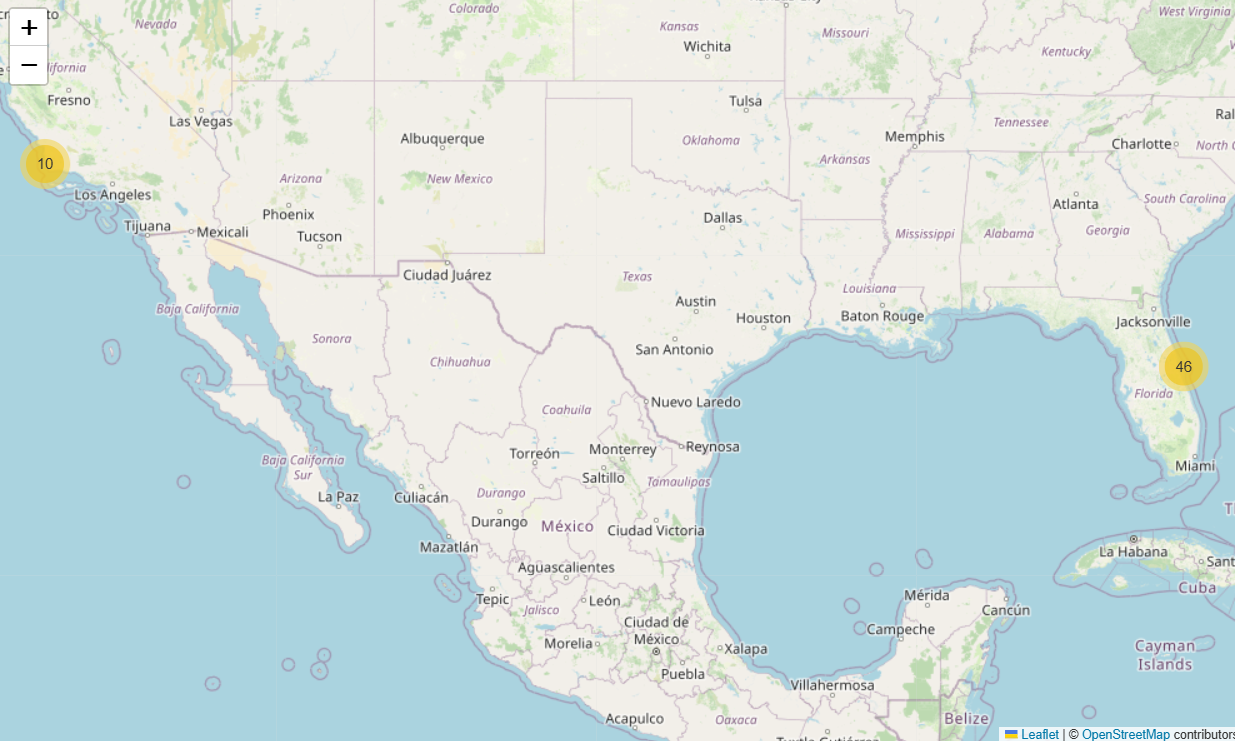 +
−
Nevada
Colorado
Kansas
Missouri
West Virginia
Wichita
Kentucky
Fresno
Las Vegas
Tulsa
Albuquerque
Oklahoma
Memphis
Tennessee
Charlotte
North C
10
Los Angeles
Arizona
New Mexico
Arkansas
Phoenix
Dallas
Atlanta
South Carolina
Tijuana
Mexicali
Tucson
Mississippi
Alabama
Georgia
Ciudad Juárez
Texas
Louisiana
Baja California
Austin
Houston
Baton Rouge
Jacksonville
Sonora
Chihuahua
San Antonio
46
Florida
Coahuila
Nuevo Laredo
Torreón
Monterrey
Reynosa
Baja California
Sur
Saltillo
Tamaulipas
Miami
La Paz
Culiacán
Durango
Durango
México
Ciudad Victoria
Mazatlán
La Habana
Aguascalientes
Cuba
Tepic
Jalisco
León
Mérida
Cancún
Ciudad de
México
Campeche
Morelia
Xalapa
Cayman
Islands
Puebla
Villahermosa
Acapulco
Oaxaca
Belize
Leaflet | © OpenStreetMap contributors